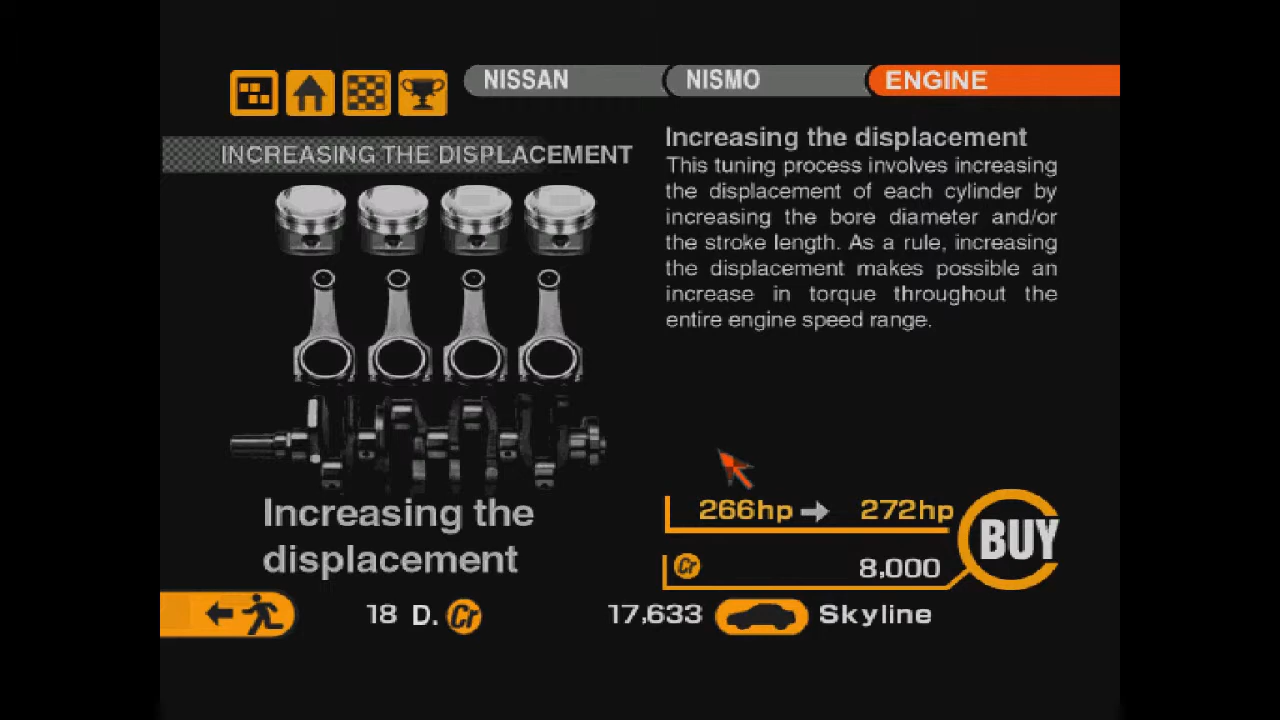 NISSAN
NISMO
ENGINE
INCREASING THE DISPLACEMENT
Increasing the displacement
This tuning process involves increasing
the displacement of each cylinder by
increasing the bore diameter and/or
the stroke length. As a rule, increasing
the displacement makes possible an
increase in torque throughout the
entire engine speed range.
Increasing the
displacement
266hp 272hp
BUY
Cr 8,000
18 D. Cr 17,633 Skyline